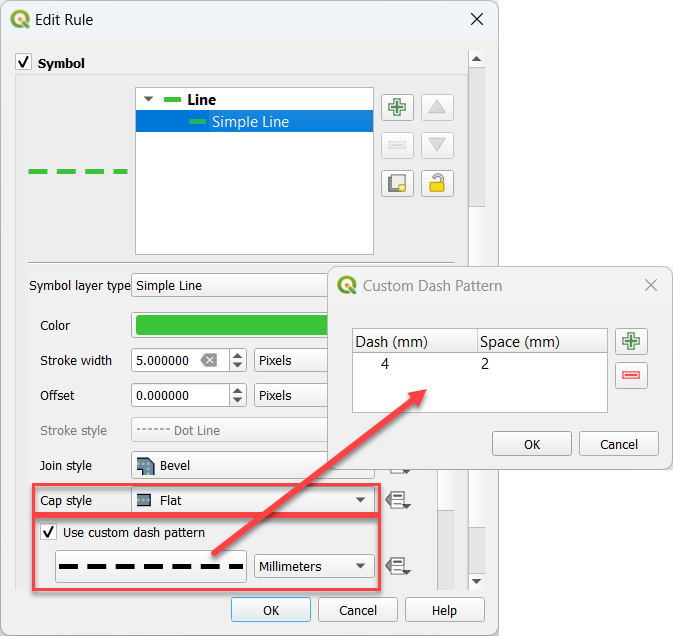 Edit Rule
Symbol
Line
Simple Line
Symbol layer type Simple Line
Custom Dash Pattern
Color
Dash (mm) Space (mm)
4 2
Stroke width 5.000000 Pixels
Offset 0.000000 Pixels
Stroke style Dot Line
OK Cancel
Join style Bevel
Cap style Flat
Use custom dash pattern
Millimeters
OK Cancel Help